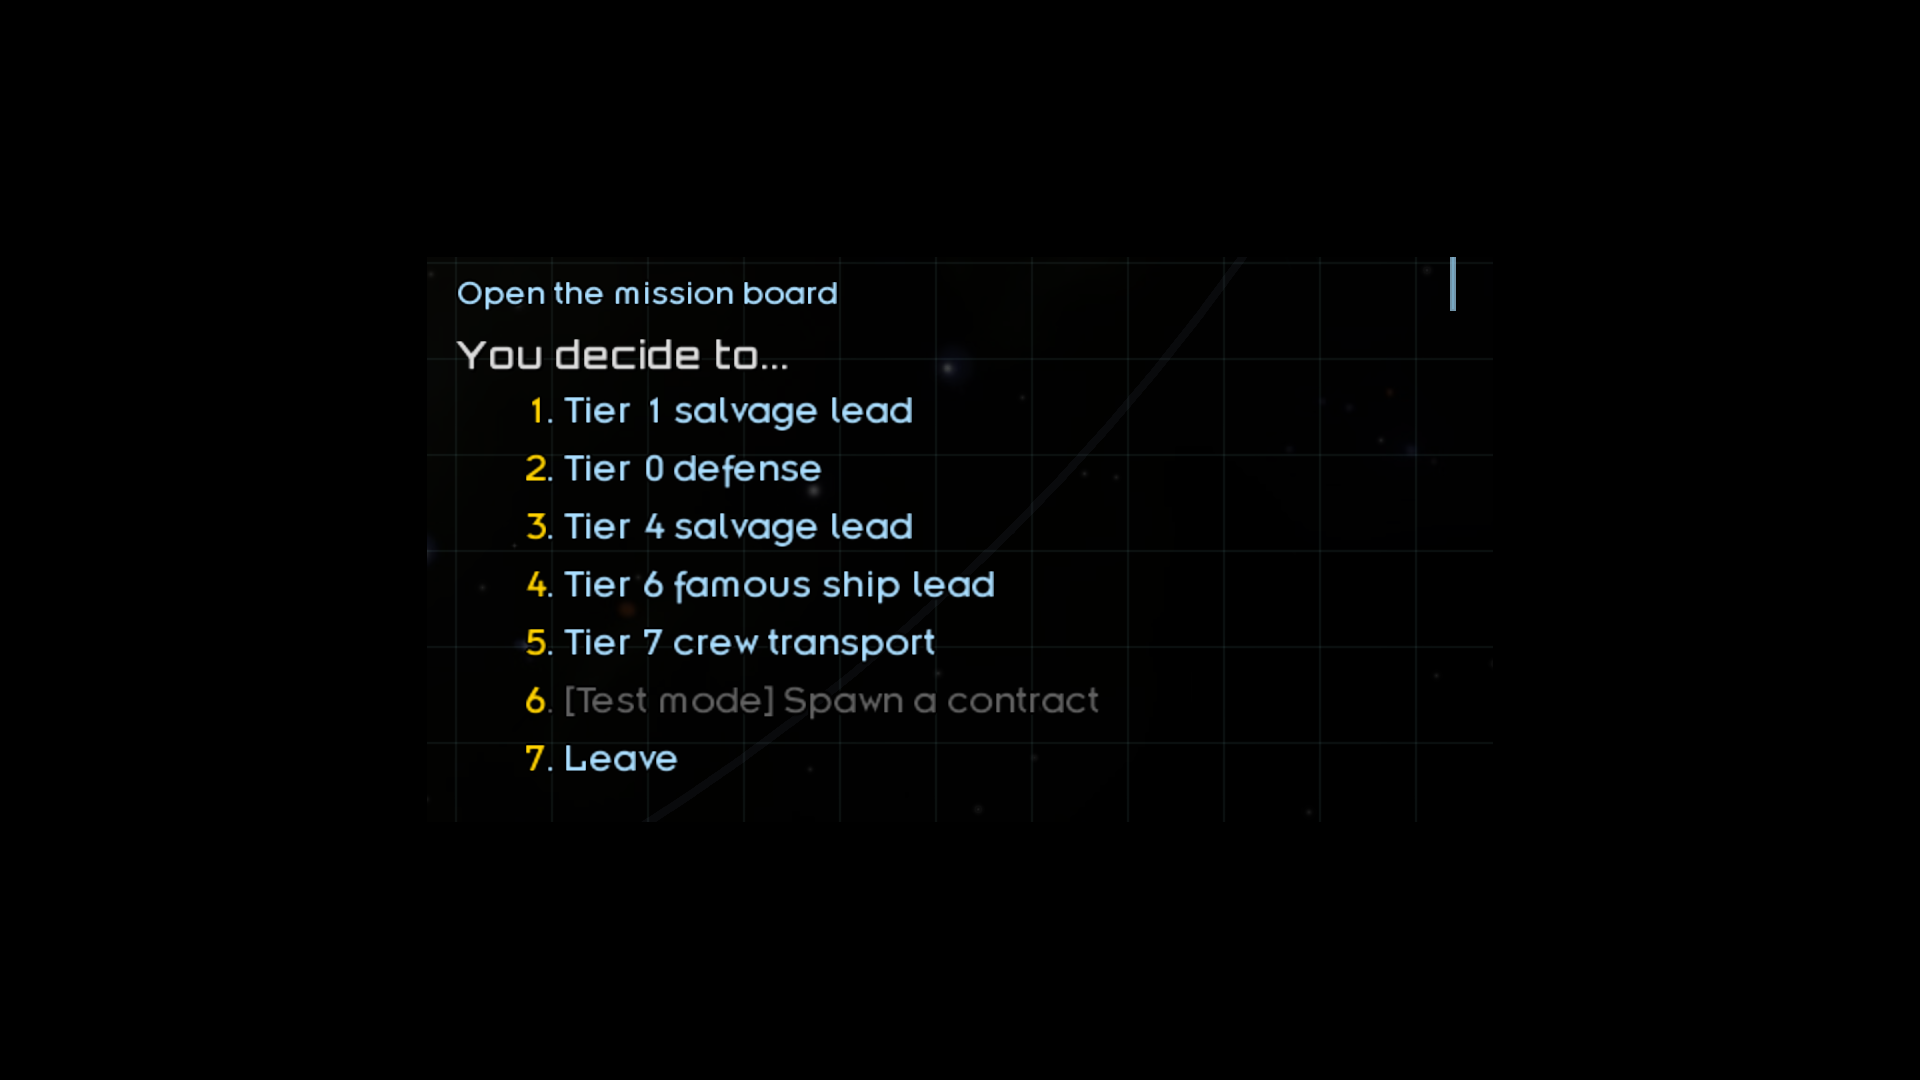 Open the mission board
You decide to...
1. Tier 1 salvage lead
2. Tier 0 defense
3. Tier 4 salvage lead
4. Tier 6 famous ship lead
5. Tier 7 crew transport
6. [Test mode] Spawn a contract
7. Leave